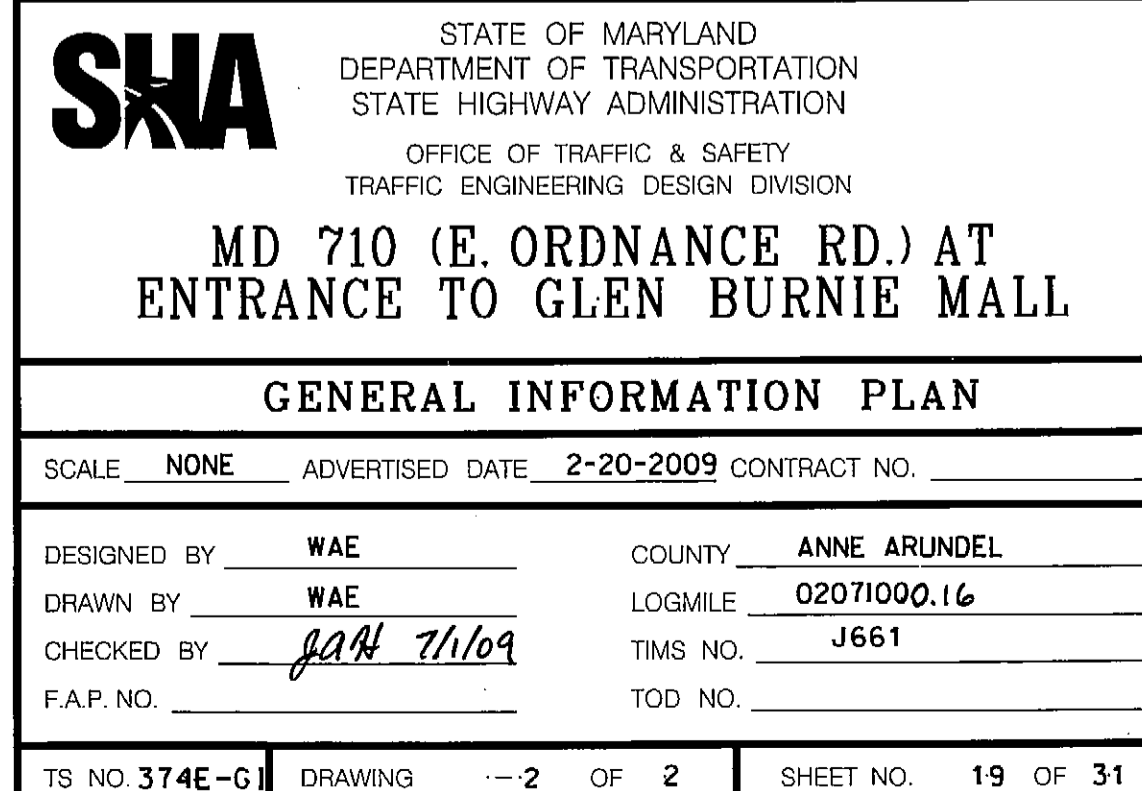 SHA
STATE OF MARYLAND
DEPARTMENT OF TRANSPORTATION
STATE HIGHWAY ADMINISTRATION
OFFICE OF TRAFFIC & SAFETY
TRAFFIC ENGINEERING DESIGN DIVISION
MD 710 (E. ORDNANCE RD.) AT
ENTRANCE TO GLEN BURNIE MALL
GENERAL INFORMATION PLAN
SCALE NONE ADVERTISED DATE 2-20-2009 CONTRACT NO.
DESIGNED BY WAE COUNTY ANNE ARUNDEL
DRAWN BY WAE LOGMILE 02071000.16
CHECKED BY JAH 7/1/09 TIMS NO. J661
F.A.P. NO. TOD NO.
TS NO. 374E-G1 DRAWING -2 OF 2 SHEET NO. 19 OF 31